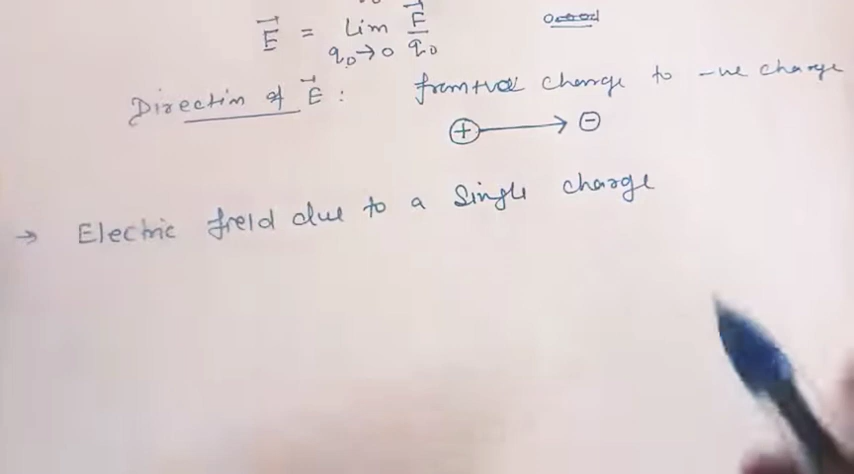 E⃗ = Lim F⃗
q₀→0 q₀
Direction of E⃗ : from +ve charge to -ve charge
⊕ → ⊖
→ Electric field due to a Single charge